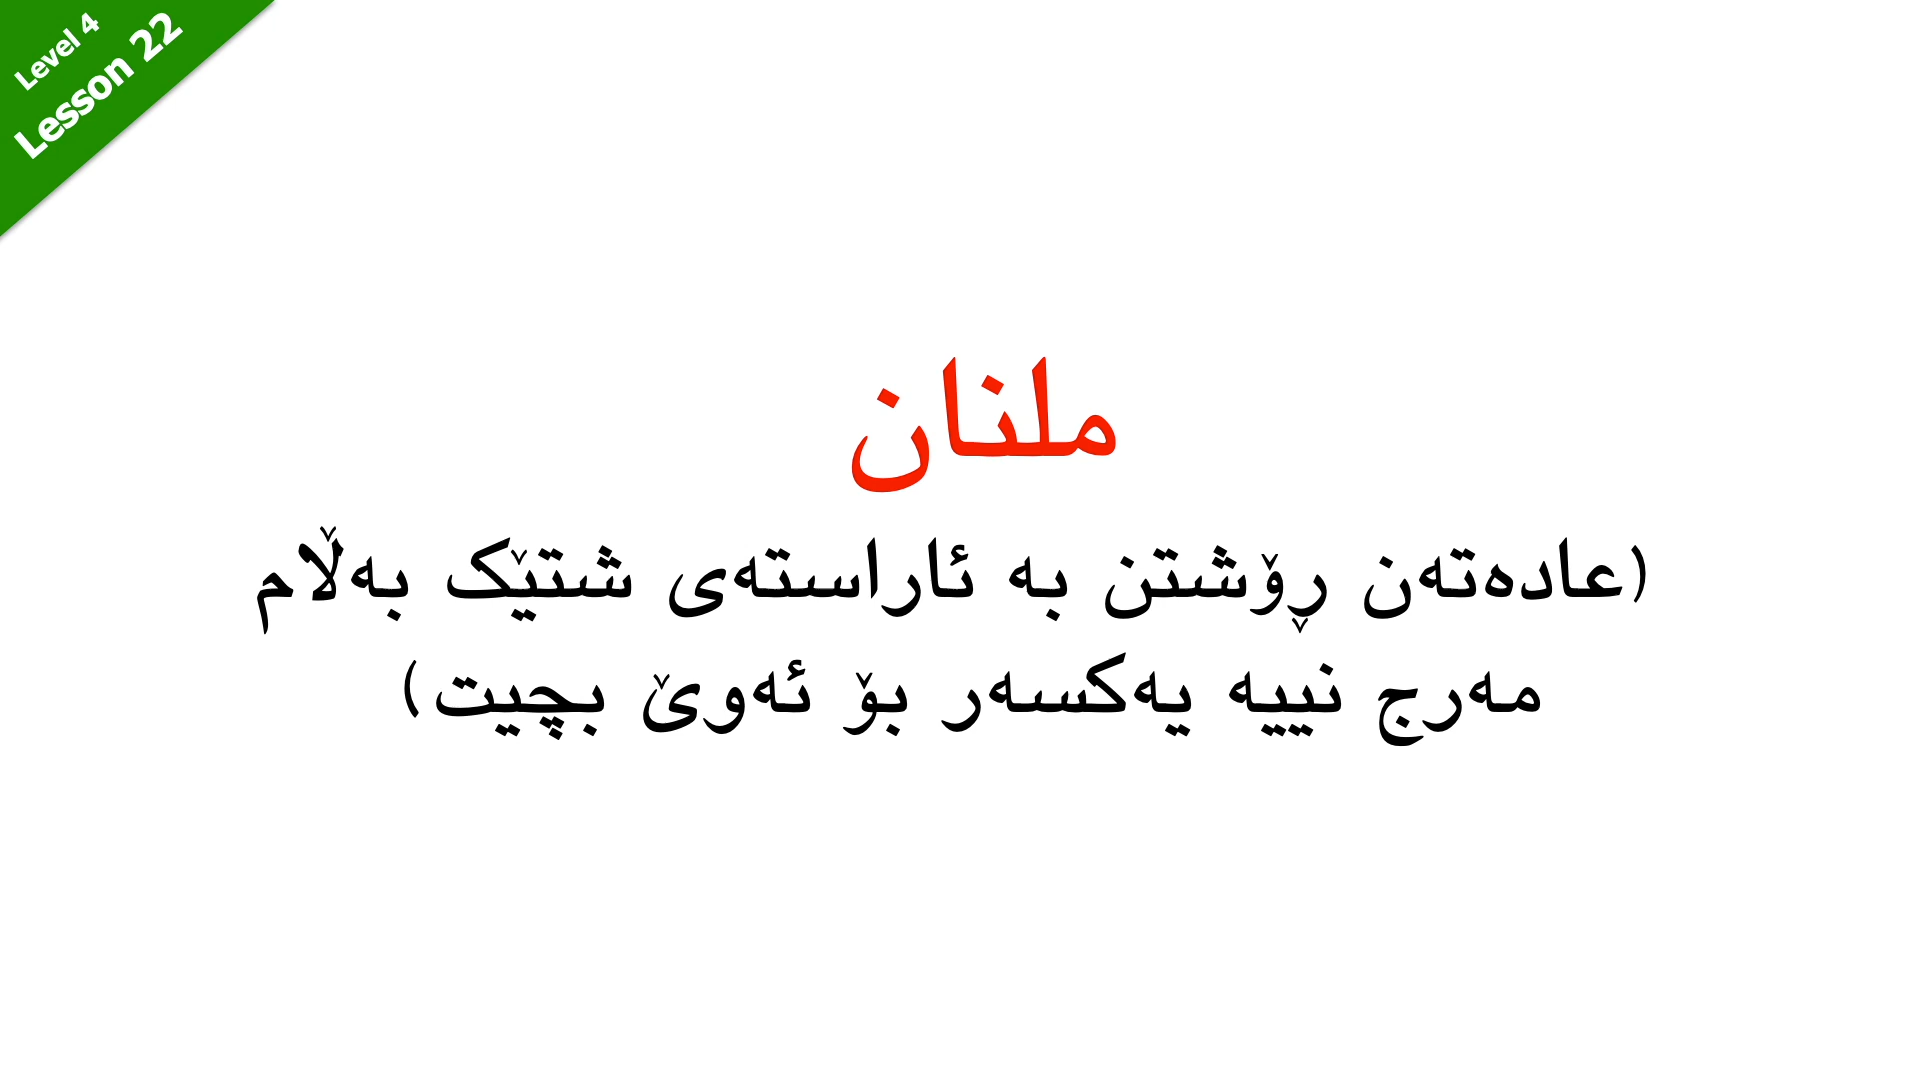 Level 4
Lesson 22
ملنان
(عادەتەن ڕۆشتن بە ئاراستەی شتێک بەڵام
مەرج نییە یەکسەر بۆ ئەوێ بچیت)